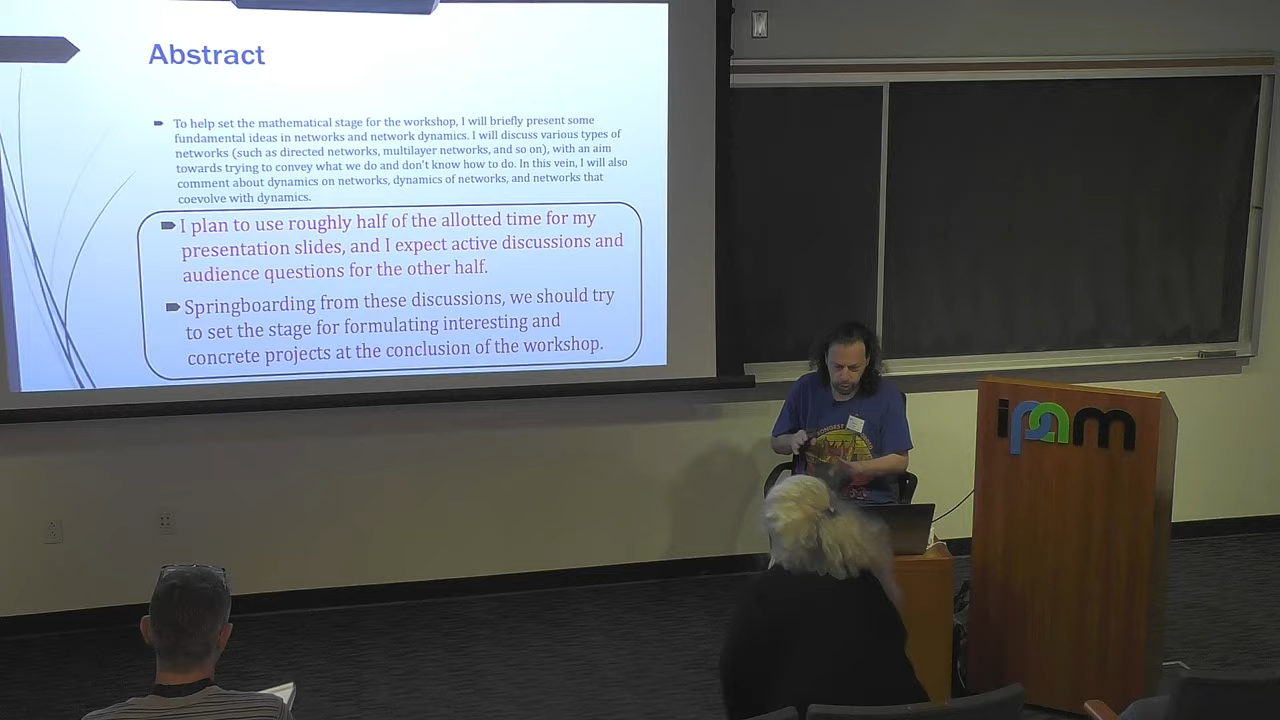 Abstract
To help set the mathematical stage for the workshop, I will briefly present some
fundamental ideas in networks and network dynamics. I will discuss various types of
networks (such as directed networks, multilayer networks, and so on), with an aim
towards trying to convey what we do and don't know how to do. In this vein, I will also
comment about dynamics on networks, dynamics of networks, and networks that
coevolve with dynamics.
I plan to use roughly half of the allotted time for my
presentation slides, and I expect active discussions and
audience questions for the other half.
Springboarding from these discussions, we should try
to set the stage for formulating interesting and
concrete projects at the conclusion of the workshop.
ipam